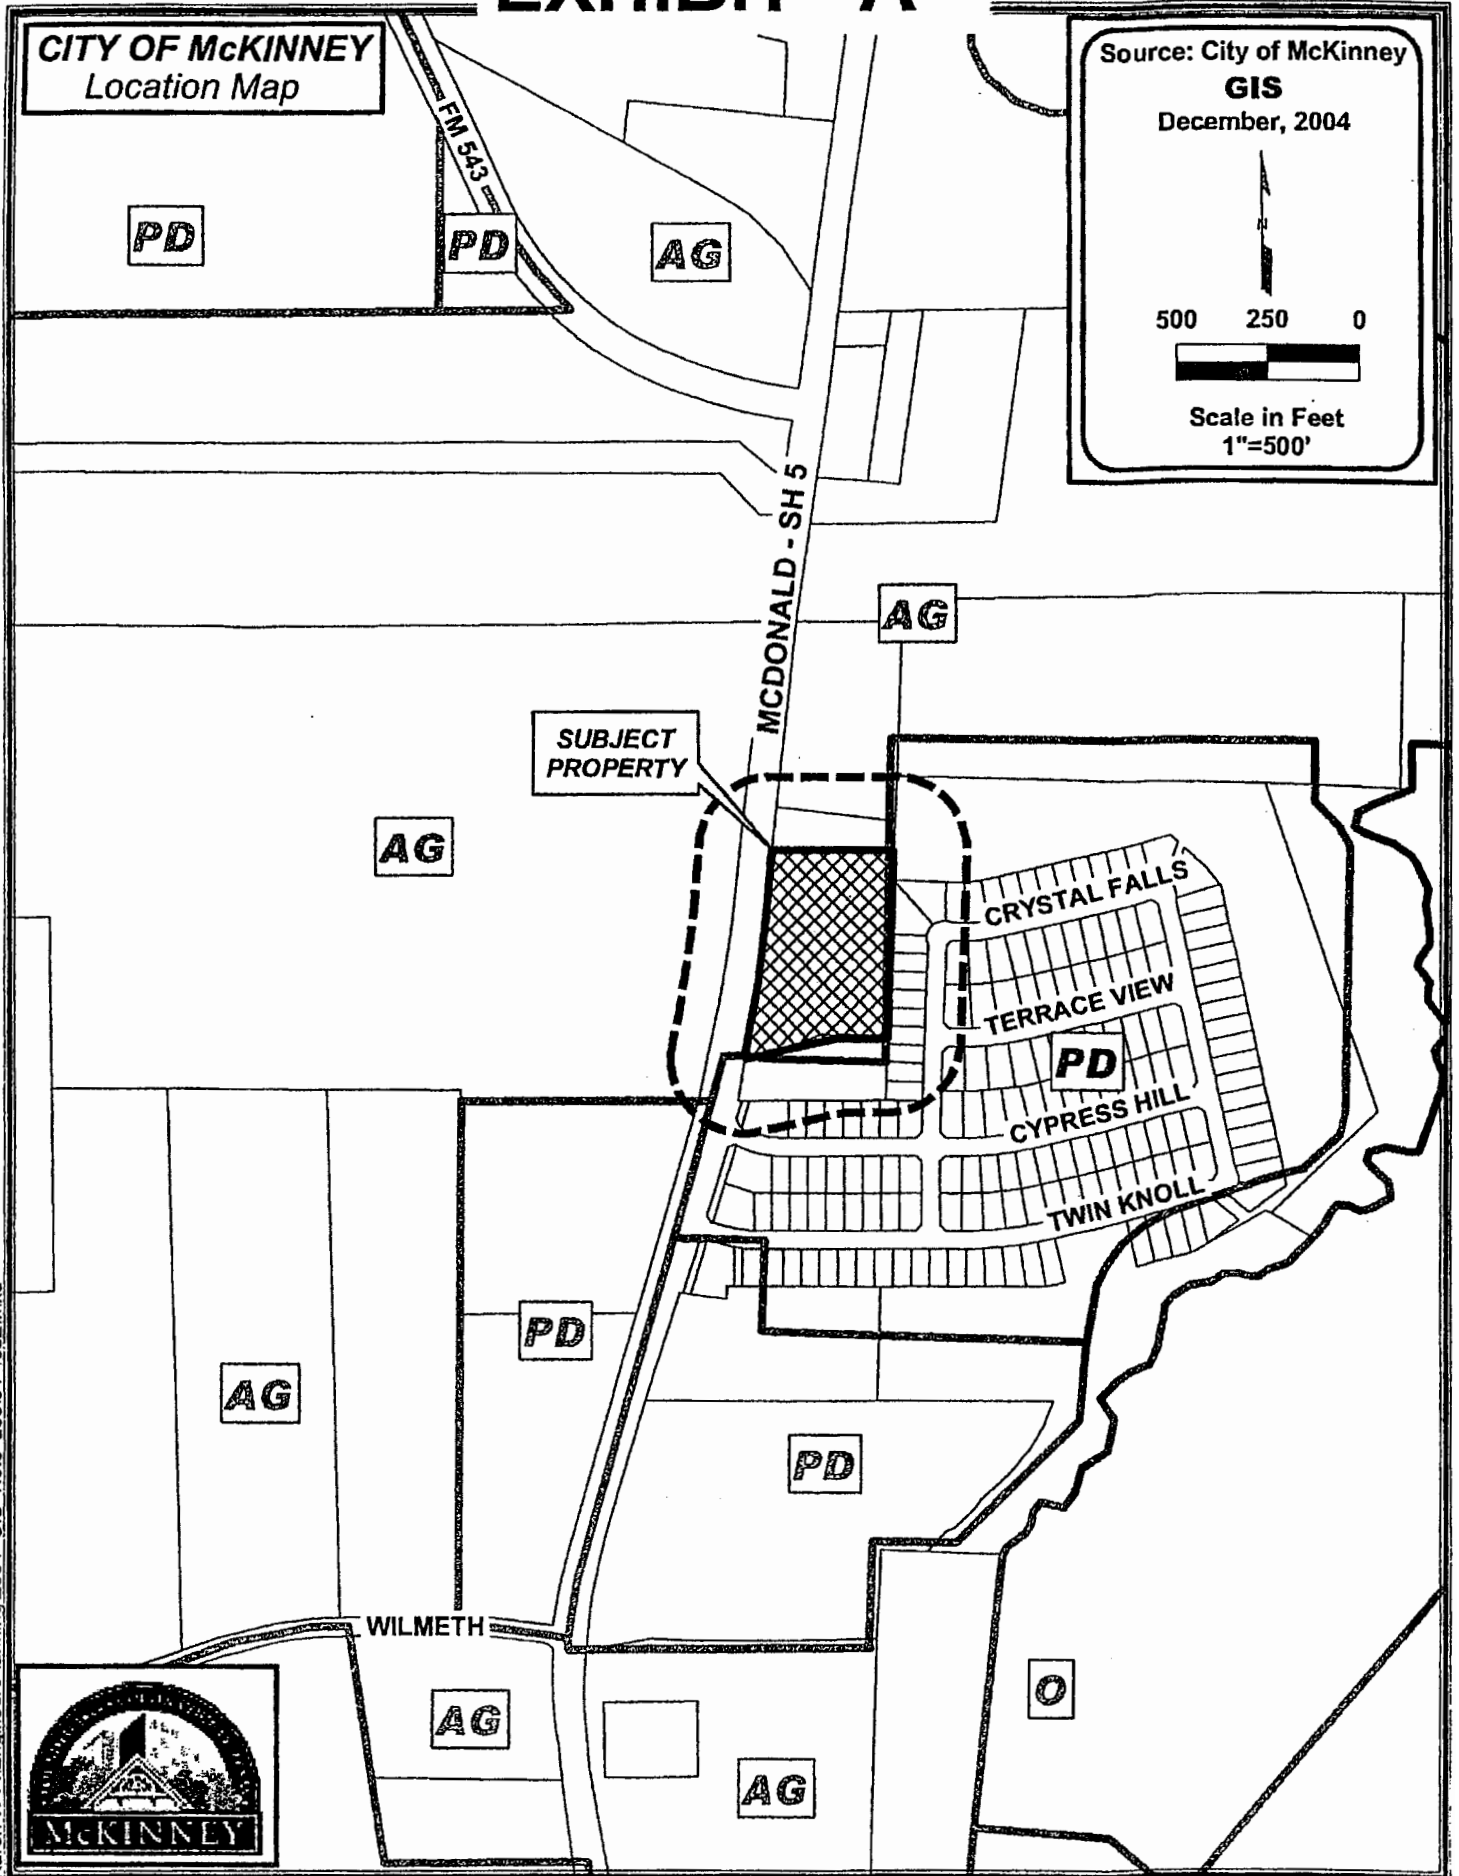 EXHIBIT "A"
CITY OF McKINNEY
Location Map
Source: City of McKinney
GIS
December, 2004
N
500 250 0
Scale in Feet
1"=500'
FM 543
PD
PD
AG
MCDONALD - SH 5
AG
SUBJECT
PROPERTY
AG
CRYSTAL FALLS
TERRACE VIEW
PD
CYPRESS HILL
TWIN KNOLL
PD
AG
PD
WILMETH
O
AG
AG
McKINNEY